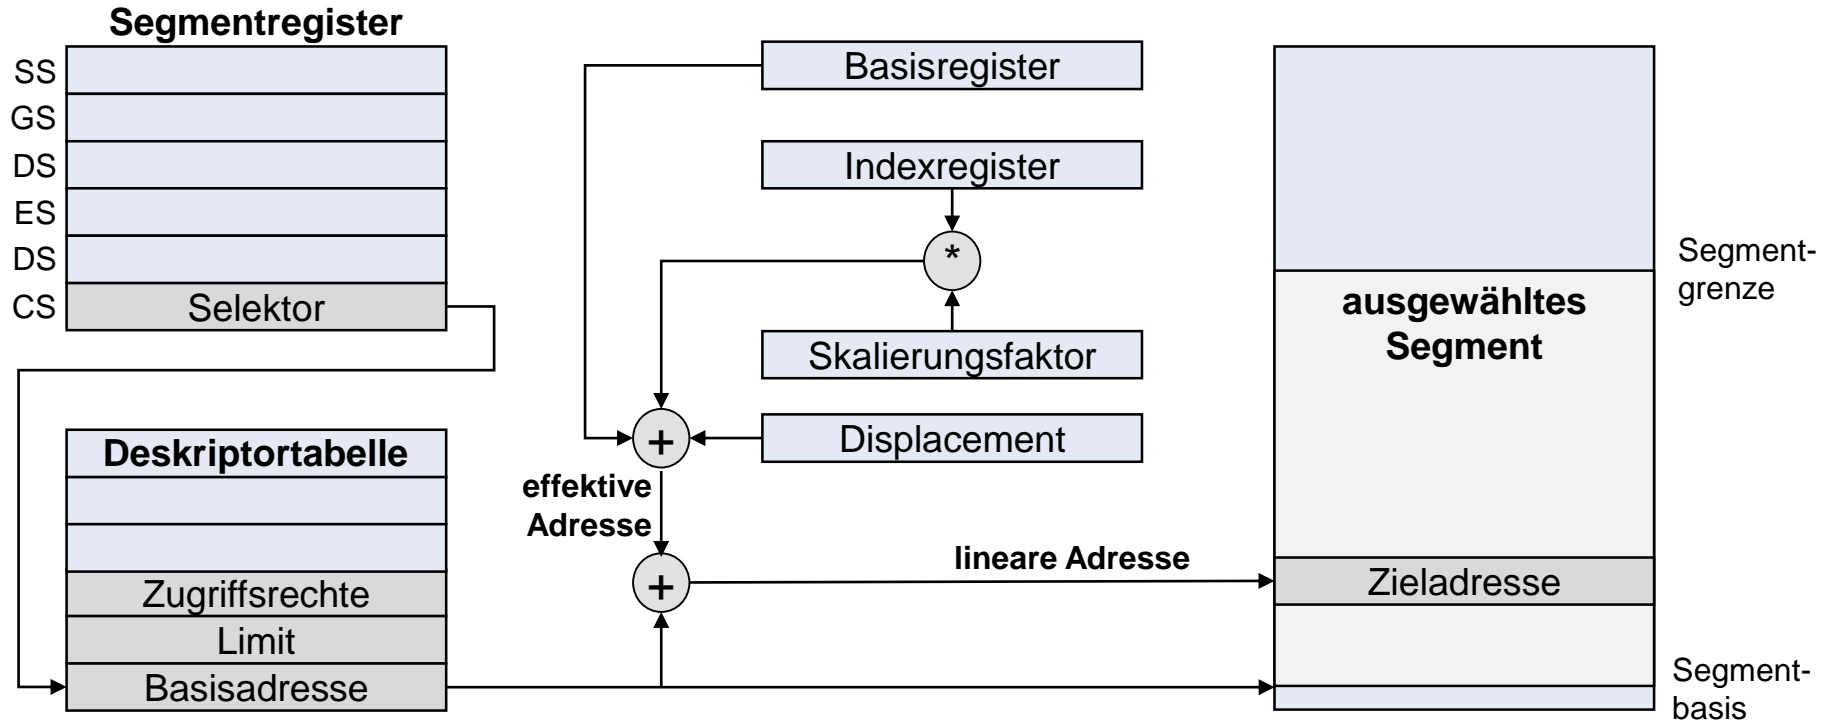 Segmentregister
SS
GS
DS
ES
DS
CS
Selektor
Deskriptortabelle
Zugriffsrechte
Limit
Basisadresse
Basisregister
Indexregister
*
Skalierungsfaktor
+
Displacement
effektive
Adresse
+
lineare Adresse
ausgewähltes
Segment
Zieladresse
Segment-
grenze
Segment-
basis